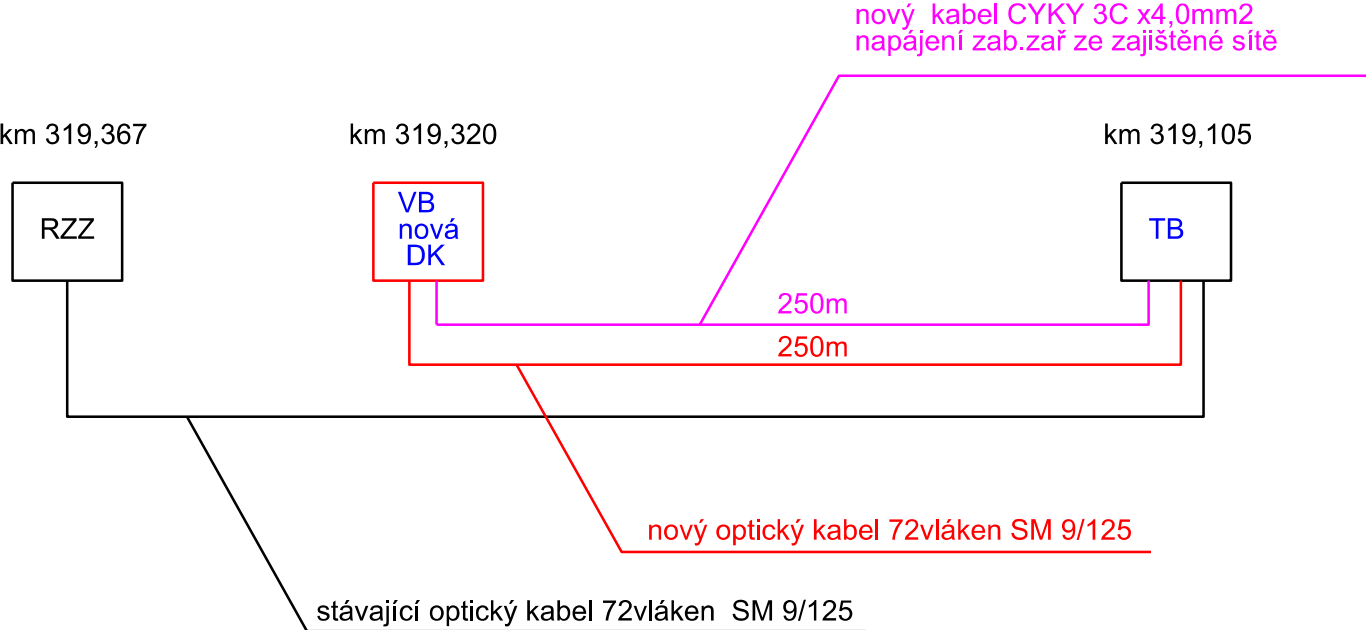 nový kabel CYKY 3C x4,0mm2
napájení zab.zař ze zajištěné sítě
km 319,367
km 319,320
km 319,105
RZZ
VB
nová
DK
TB
250m
250m
nový optický kabel 72vláken SM 9/125
stávající optický kabel 72vláken SM 9/125